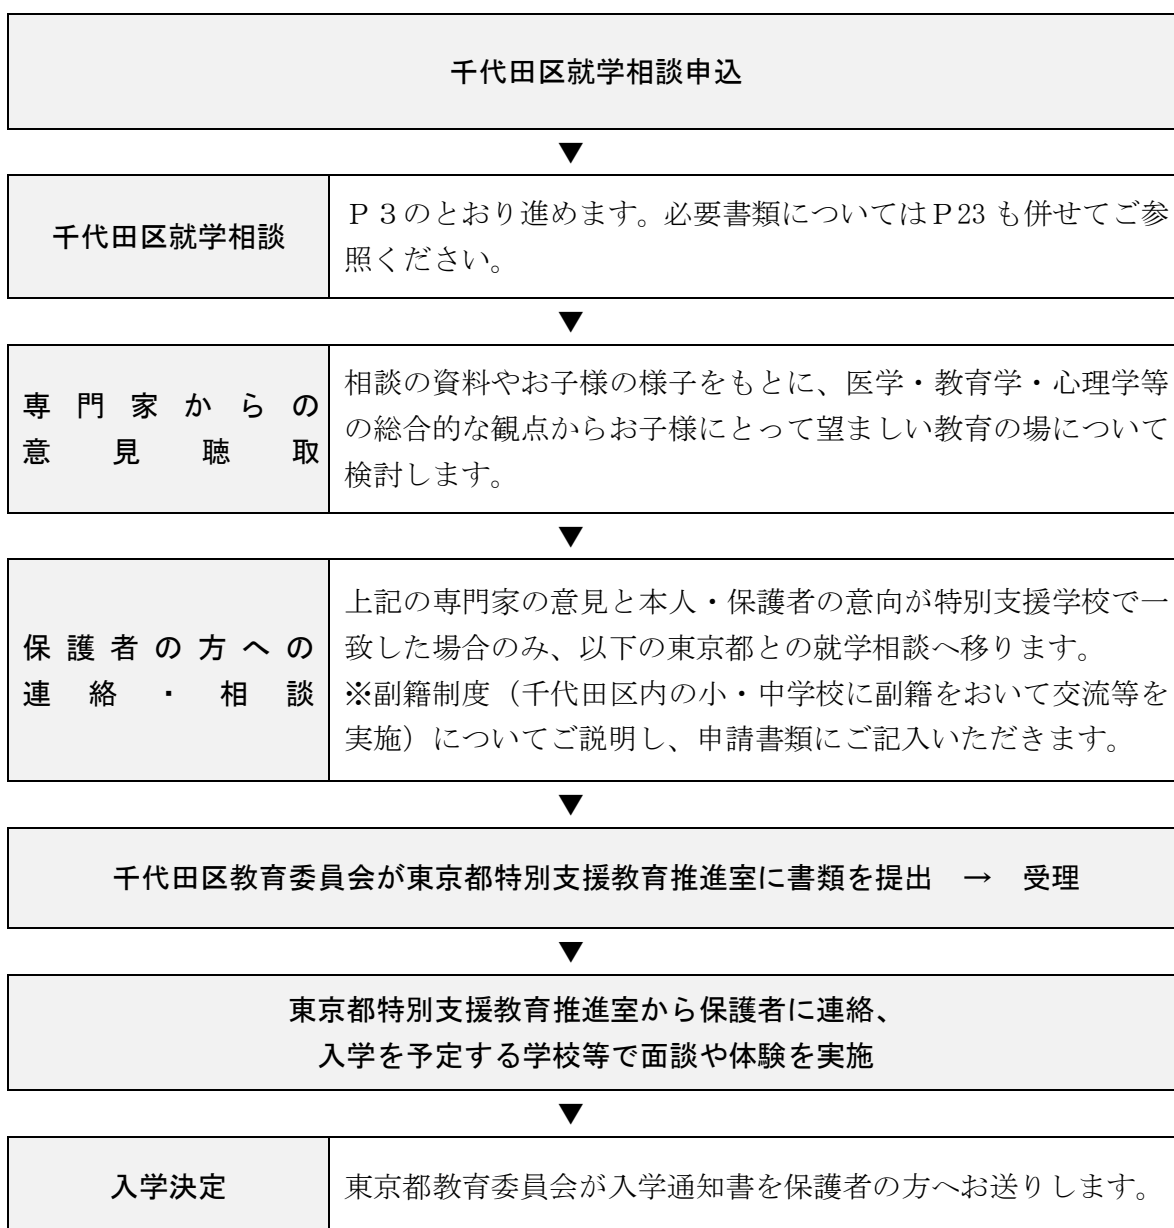 千代田区就学相談申込
▼
千代田区就学相談
P3のとおり進めます。必要書類についてはP23も併せてご参
照ください。
▼
専門家からの
意見聴取
相談の資料やお子様の様子をもとに、医学・教育学・心理学等
の総合的な観点からお子様にとって望ましい教育の場について
検討します。
▼
保護者の方への
連絡・相談
上記の専門家の意見と本人・保護者の意向が特別支援学校で一
致した場合のみ、以下の東京都との就学相談へ移ります。
※副籍制度（千代田区内の小・中学校に副籍をおいて交流等を
実施）についてご説明し、申請書類にご記入いただきます。
▼
千代田区教育委員会が東京都特別支援教育推進室に書類を提出　→　受理
▼
東京都特別支援教育推進室から保護者に連絡、
入学を予定する学校等で面談や体験を実施
▼
入学決定
東京都教育委員会が入学通知書を保護者の方へお送りします。